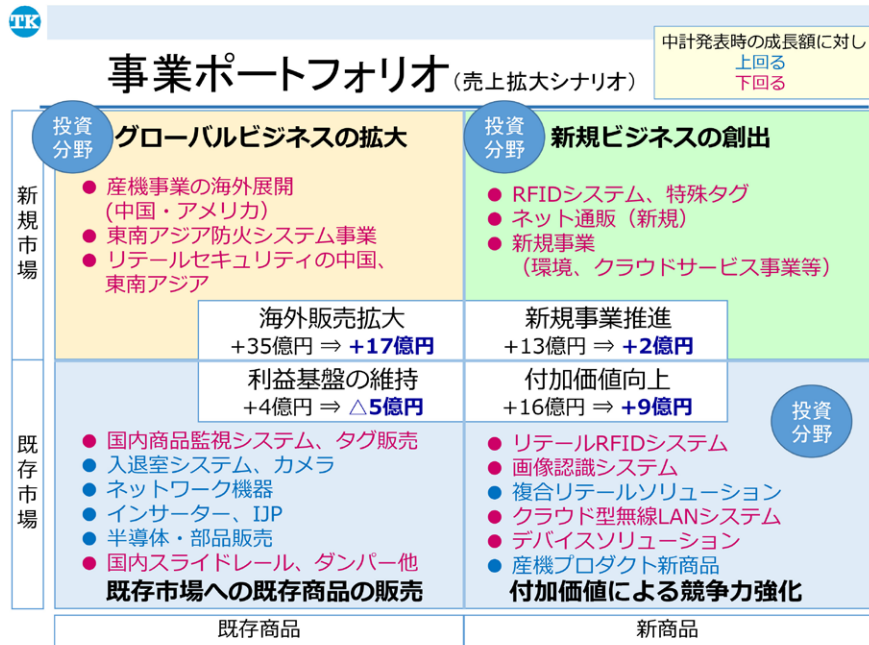 TK
中計発表時の成長額に対し
上回る
下回る
事業ポートフォリオ（売上拡大シナリオ）
投資
分野
グローバルビジネスの拡大
● 産機事業の海外展開
(中国・アメリカ）
● 東南アジア防火システム事業
● リテールセキュリティの中国、
東南アジア
投資
分野
新規ビジネスの創出
● RFIDシステム、特殊タグ
● ネット通販（新規）
● 新規事業
（環境、クラウドサービス事業等）
新規市場
海外販売拡大
+35億円 ⇒ +17億円
新規事業推進
+13億円 ⇒ +2億円
利益基盤の維持
+4億円 ⇒ △5億円
付加価値向上
+16億円 ⇒ +9億円
投資
分野
既存市場
● 国内商品監視システム、タグ販売
● 入退室システム、カメラ
● ネットワーク機器
● インサーター、IJP
● 半導体・部品販売
● 国内スライドレール、ダンパー他
既存市場への既存商品の販売
● リテールRFIDシステム
● 画像認識システム
● 複合リテールソリューション
● クラウド型無線LANシステム
● デバイスソリューション
● 産機プロダクト新商品
付加価値による競争力強化
既存商品
新商品